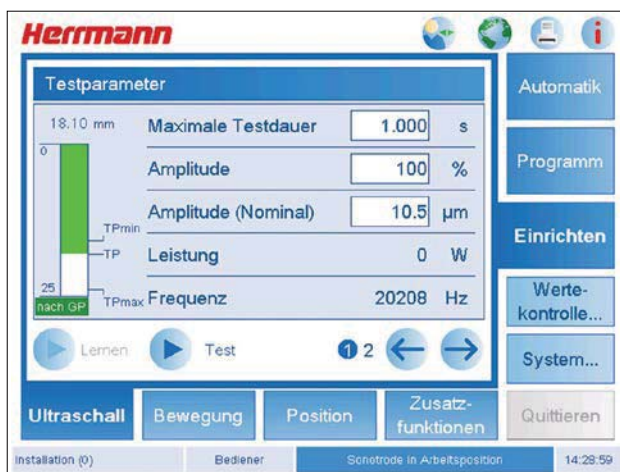 Herrmann
Testparameter
Automatik
18.10 mm
Maximale Testdauer 1.000 s
0
Amplitude 100 %
Programm
Amplitude (Nominal) 10.5 µm
TPmin
Einrichten
TP
Leistung 0 W
25
nach GP
TPmax
Frequenz 20208 Hz
Werte-
kontrolle...
Lernen
Test
1 2
System...
Ultraschall
Bewegung
Position
Zusatz-
funktionen
Quittieren
Installation (0)
Bediener
Sonotrode in Arbeitsposition
14:28:59